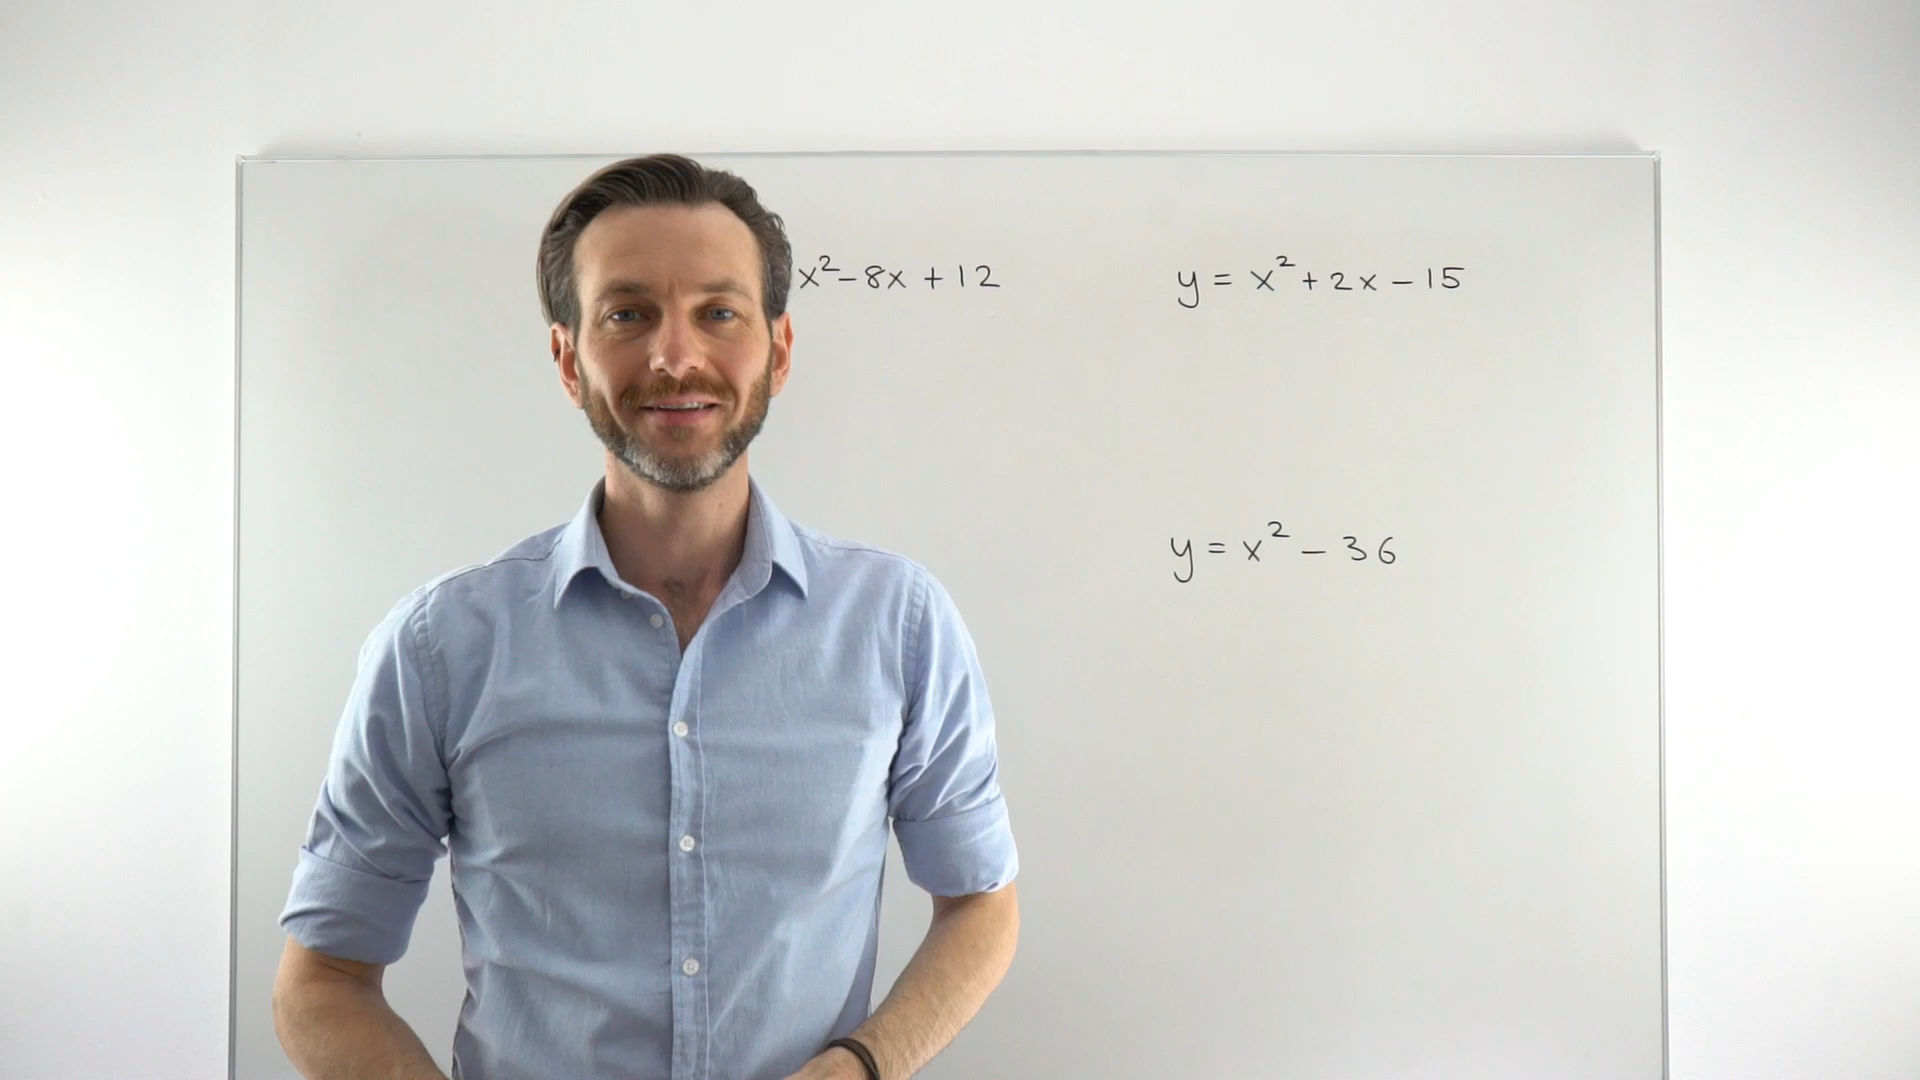 x²-8x+12
y = x²+2x-15
y = x²-36